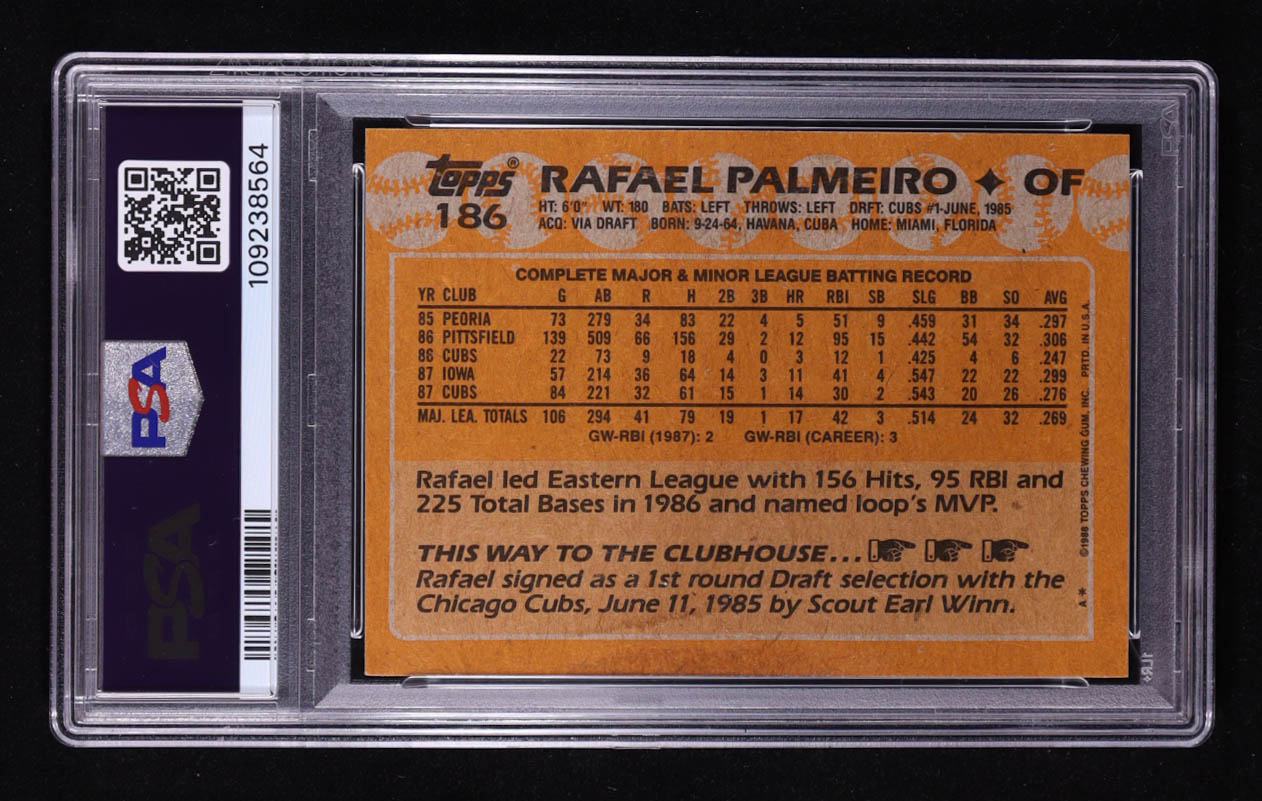 topps®
186
RAFAEL PALMEIRO ✦ OF
HT: 6'0" WT: 180 BATS: LEFT THROWS: LEFT DRFT: CUBS #1-JUNE, 1985
ACQ: VIA DRAFT BORN: 9-24-64, HAVANA, CUBA HOME: MIAMI, FLORIDA
COMPLETE MAJOR & MINOR LEAGUE BATTING RECORD
YR CLUB G AB R H 2B 3B HR RBI SB SLG BB SO AVG
85 PEORIA 73 279 34 83 22 4 5 51 9 .459 31 34 .297
86 PITTSFIELD 139 509 66 156 29 2 12 95 15 .442 54 32 .306
86 CUBS 22 73 9 18 4 0 3 12 1 .425 4 6 .247
87 IOWA 57 214 36 64 14 3 11 41 4 .547 22 22 .299
87 CUBS 84 221 32 61 15 1 14 30 2 .543 20 26 .276
MAJ. LEA. TOTALS 106 294 41 79 19 1 17 42 3 .514 24 32 .269
GW-RBI (1987): 2 GW-RBI (CAREER): 3
Rafael led Eastern League with 156 Hits, 95 RBI and
225 Total Bases in 1986 and named loop's MVP.
THIS WAY TO THE CLUBHOUSE...
Rafael signed as a 1st round Draft selection with the
Chicago Cubs, June 11, 1985 by Scout Earl Winn.
A* ©1988 TOPPS CHEWING GUM, INC. PRTD. IN U.S.A.
109238564
PSA
PSA
PSA